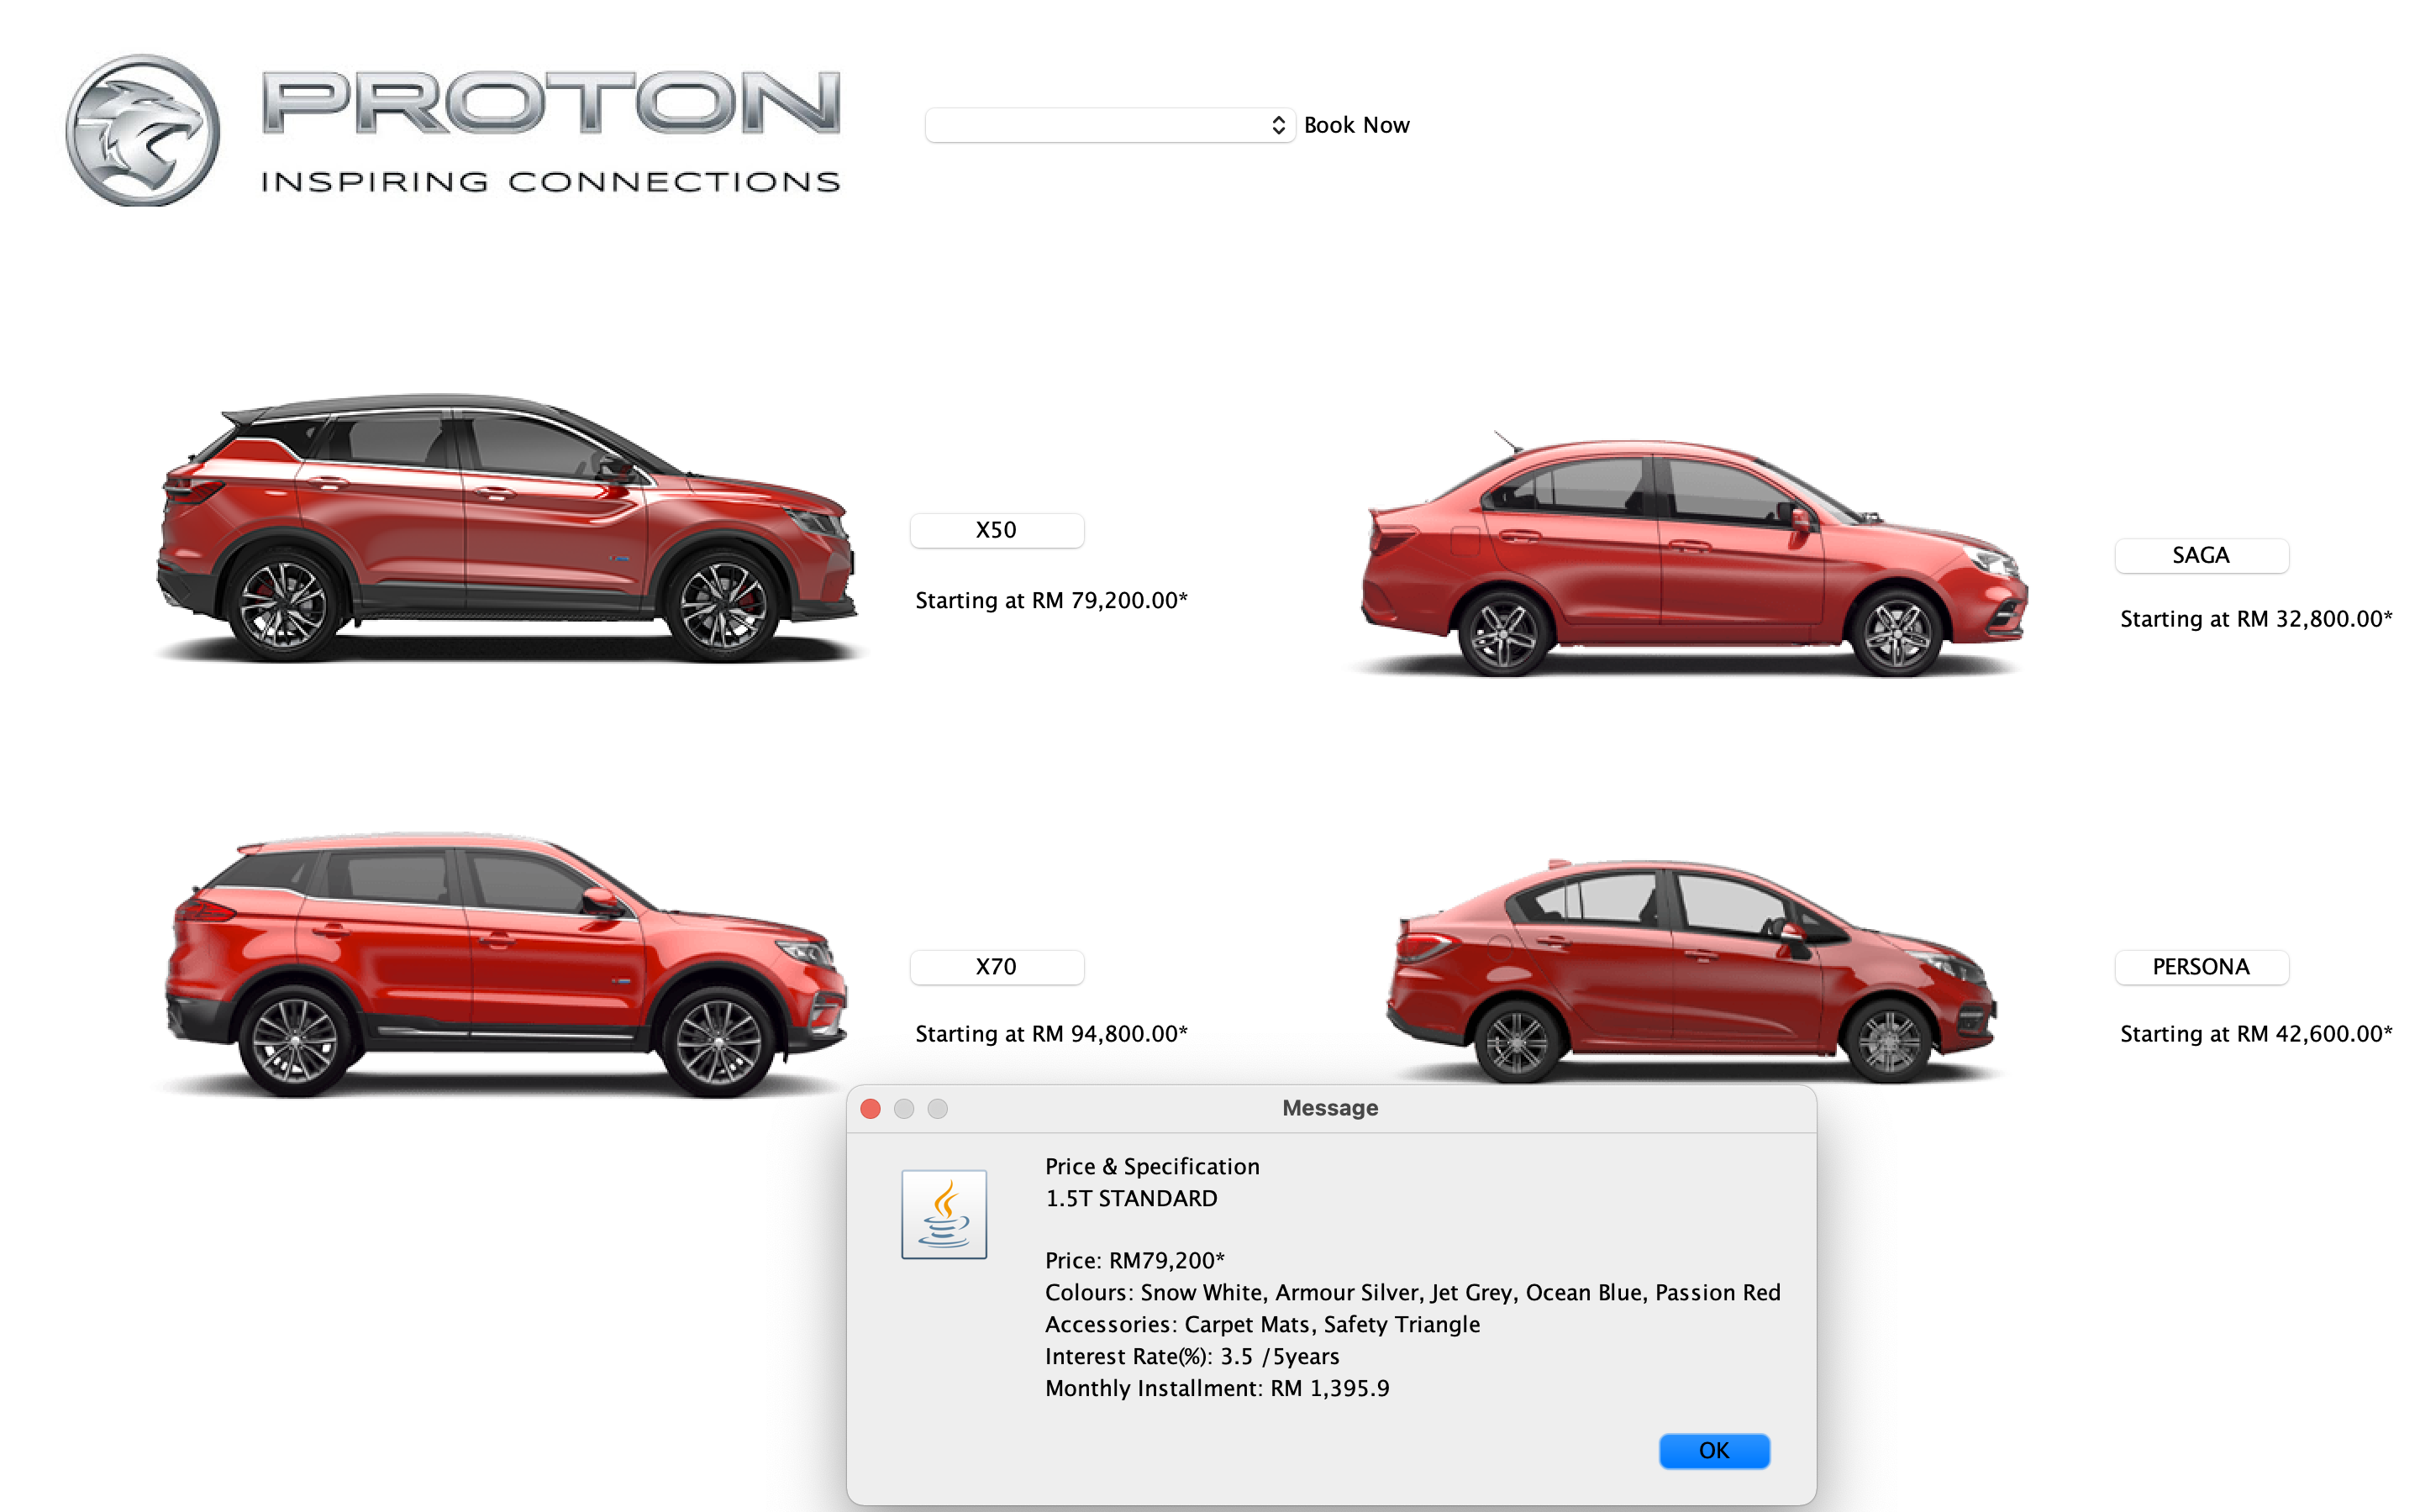 PROTON
INSPIRING CONNECTIONS
Book Now
X50
Starting at RM 79,200.00*
SAGA
Starting at RM 32,800.00*
X70
Starting at RM 94,800.00*
PERSONA
Starting at RM 42,600.00*
Message
Price & Specification
1.5T STANDARD
Price: RM79,200*
Colours: Snow White, Armour Silver, Jet Grey, Ocean Blue, Passion Red
Accessories: Carpet Mats, Safety Triangle
Interest Rate(%): 3.5 /5years
Monthly Installment: RM 1,395.9
OK